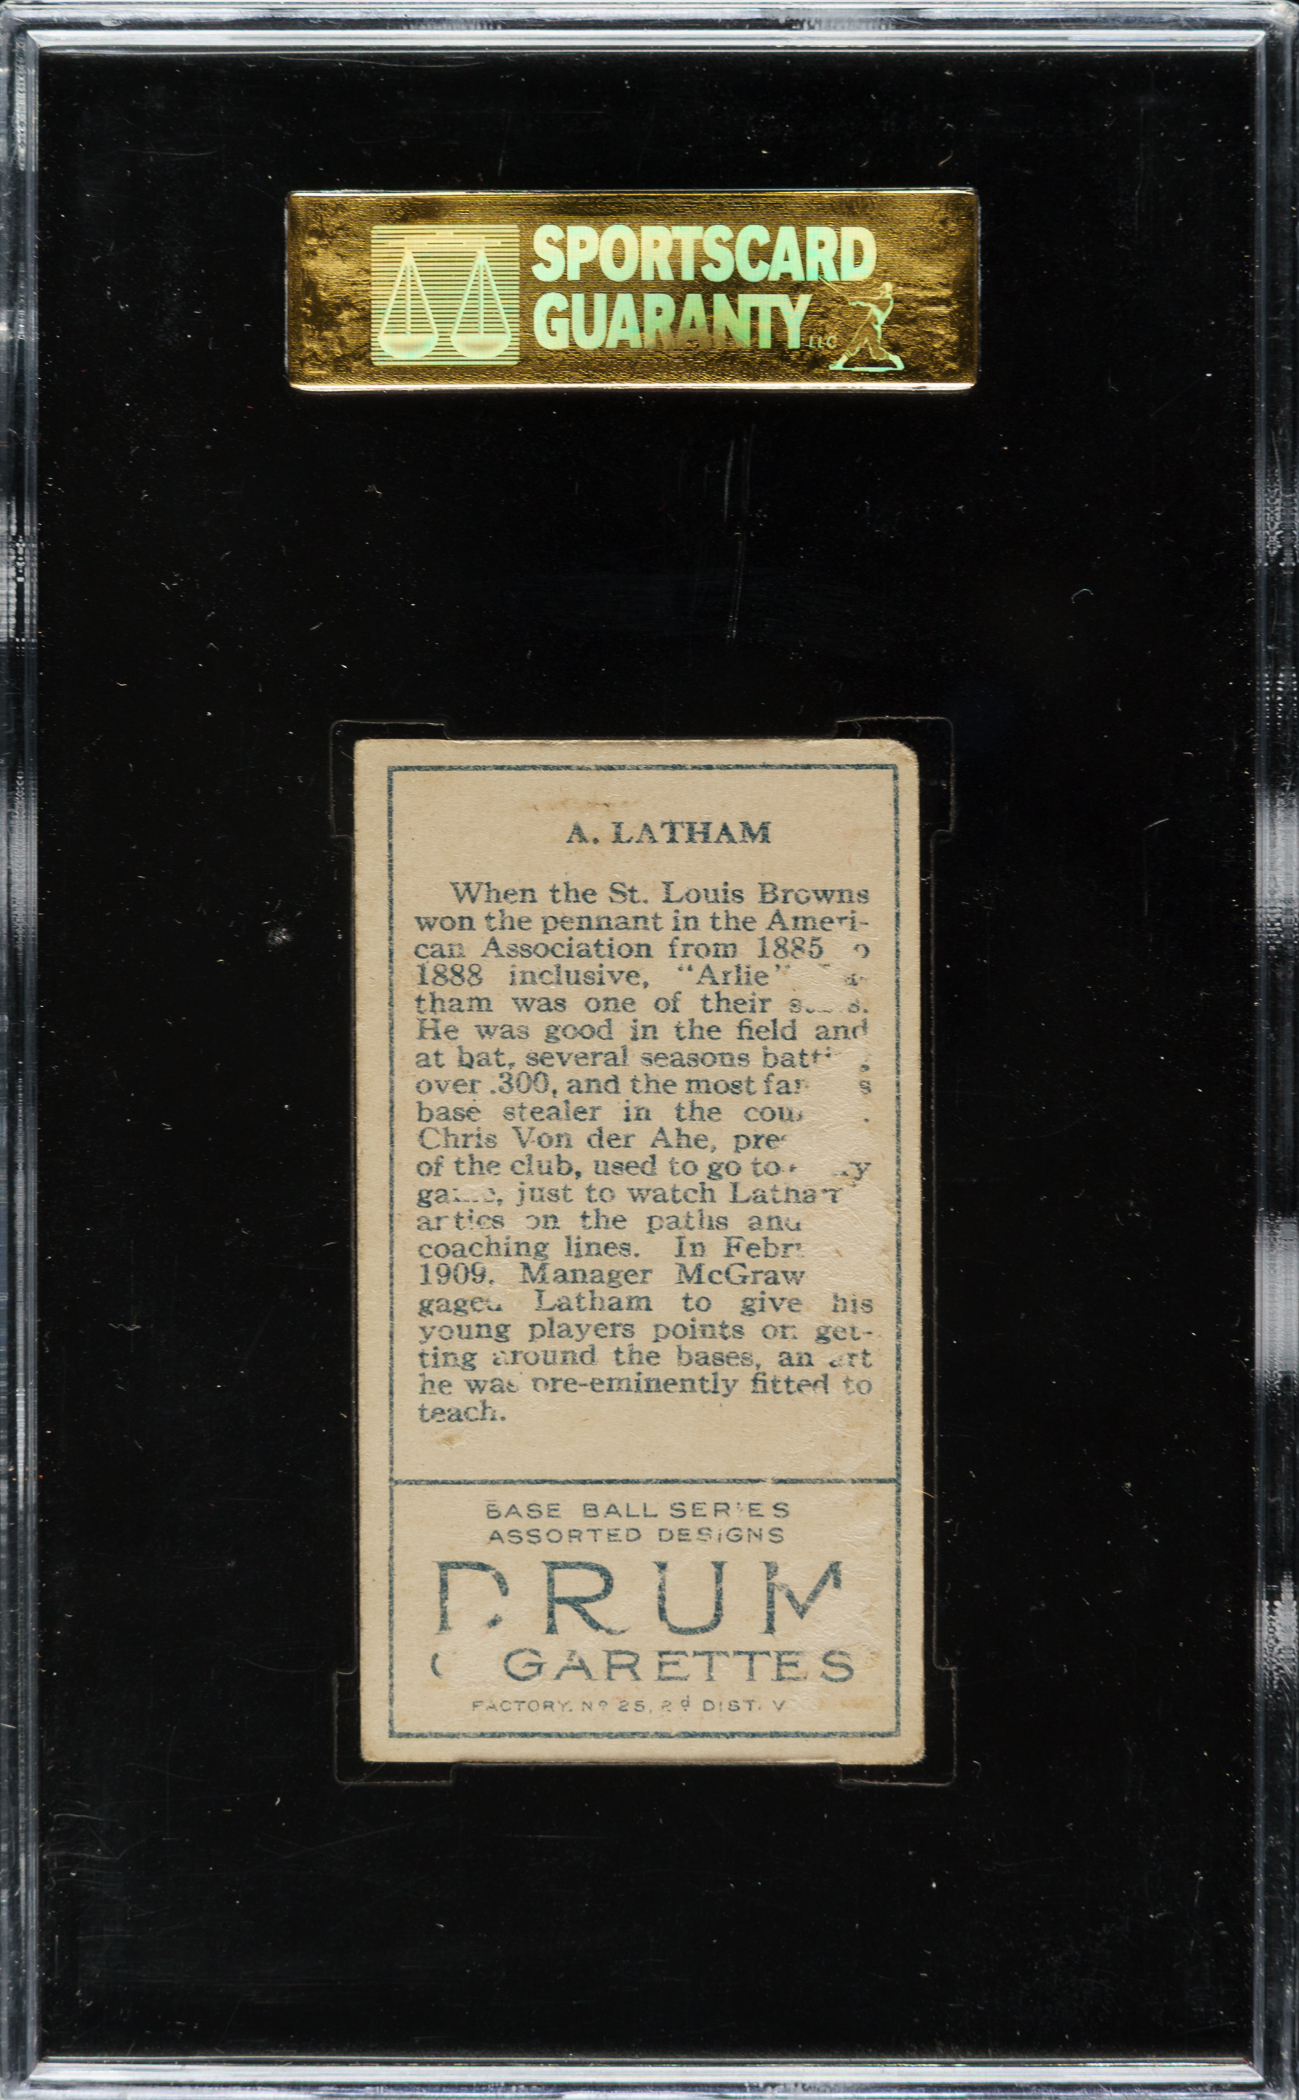 SPORTSCARD
GUARANTY LLC
A. LATHAM
When the St. Louis Browns
won the pennant in the Ameri-
can Association from 1885
1888 inclusive, "Arlie"
tham was one of their
He was good in the field and
at bat, several seasons
over .300, and the most
base stealer in the
Chris Von der Ahe,
of the club, used to go to
just to watch
on the paths and
coaching lines. In
1909, Manager McGraw
gaged Latham to give his
young players points on get-
ting around the bases, an art
he was pre-eminently fitted to
teach.
BASE BALL SERIES
ASSORTED DESIGNS
DRUM
FACTORY. No 25, 2d DIST.